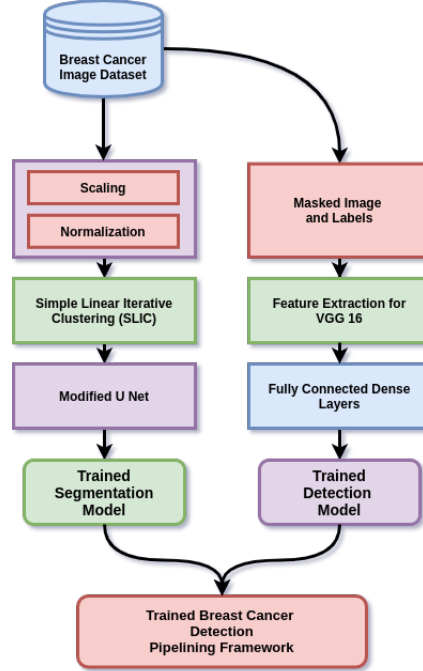 Breast Cancer
Image Dataset
Scaling
Normalization
Simple Linear Iterative
Clustering (SLIC)
Modified U Net
Trained
Segmentation
Model
Masked Image
and Labels
Feature Extraction for
VGG 16
Fully Connected Dense
Layers
Trained
Detection
Model
Trained Breast Cancer
Detection
Pipelining Framework